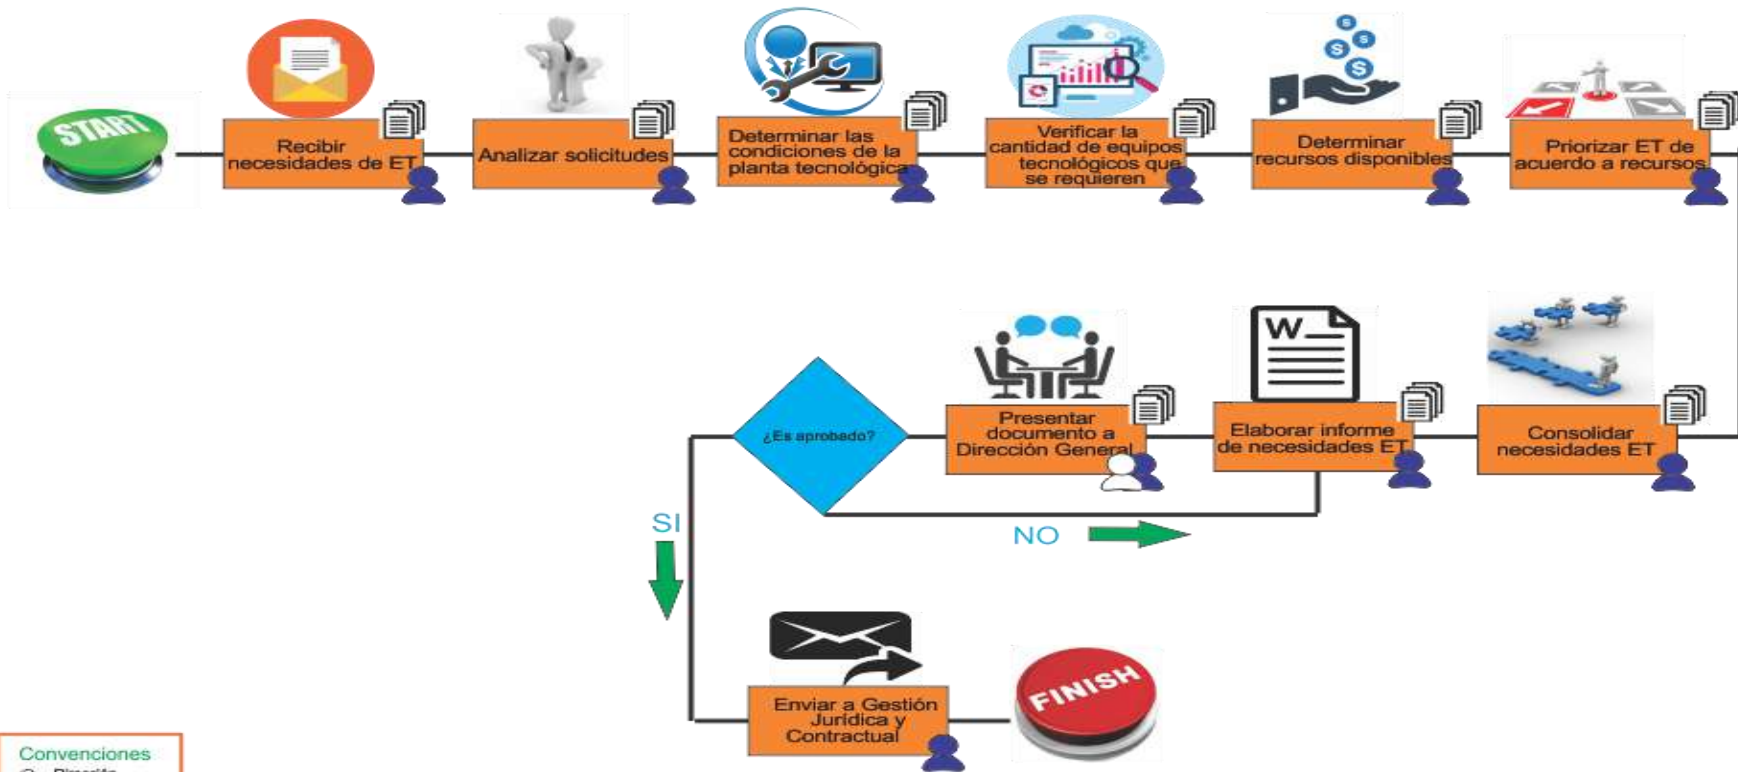 START
Recibir
necesidades de ET
Analizar solicitudes
Determinar las
condiciones de la
planta tecnológica
Verificar la
cantidad de equipos
tecnológicos que
se requieren
Determinar
recursos disponibles
Priorizar ET de
acuerdo a recursos
Consolidar
necesidades ET
W
Elaborar informe
de necesidades ET
Presentar
documento a
Dirección General
¿Es aprobado?
NO
SI
Enviar a Gestión
Jurídica y
Contractual
FINISH
Convenciones